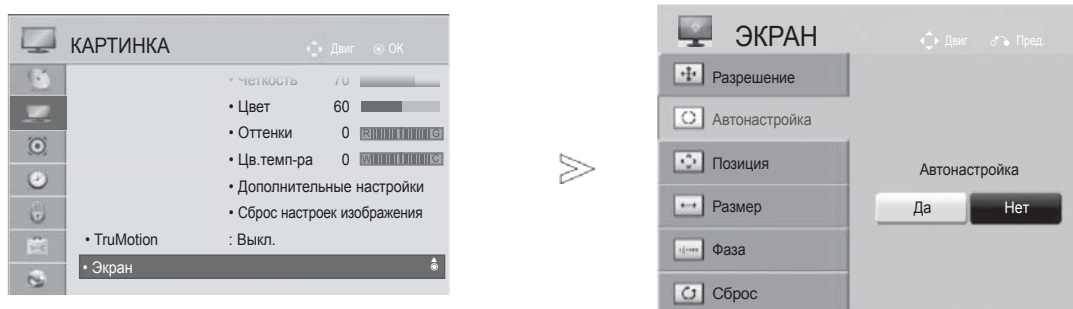 КАРТИНКА
Двиг
OK
• Четкость 70
• Цвет 60
• Оттенки 0 R G
• Цв.темп-ра 0 W C
• Дополнительные настройки
• Сброс настроек изображения
• TruMotion : Выкл.
• Экран
ЭКРАН
Двиг
Пред.
Разрешение
Автонастройка
Позиция
Размер
Фаза
Сброс
Автонастройка
Да Нет